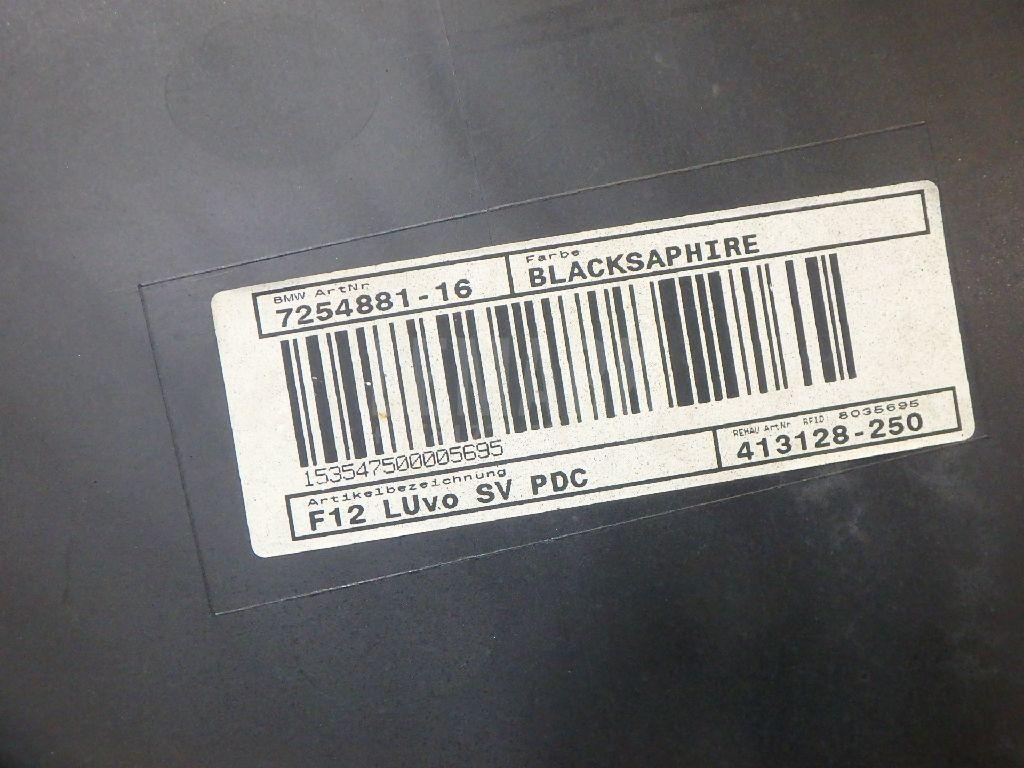 BMW ArtNr
7254881-16
Farbe
BLACKSAPHIRE
153547500005695
Artikelbezeichnung
F12 LUvo SV PDC
REHAU ArtNr RFID: 8035695
413128-250